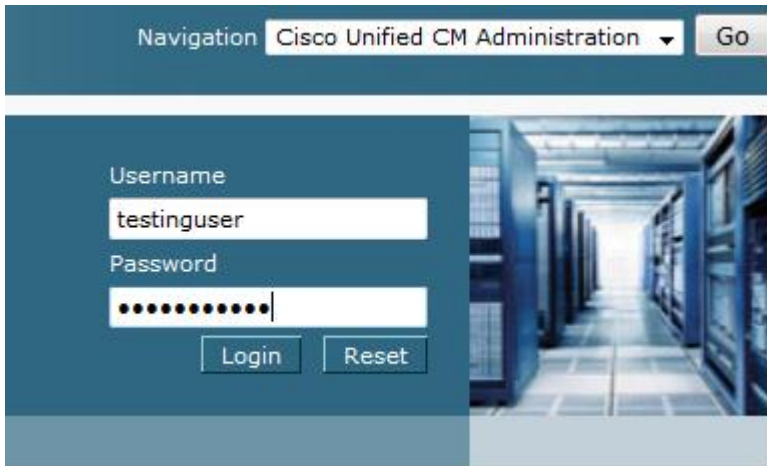 Navigation Cisco Unified CM Administration Go
Username
testinguser
Password
•••••••••••
Login Reset